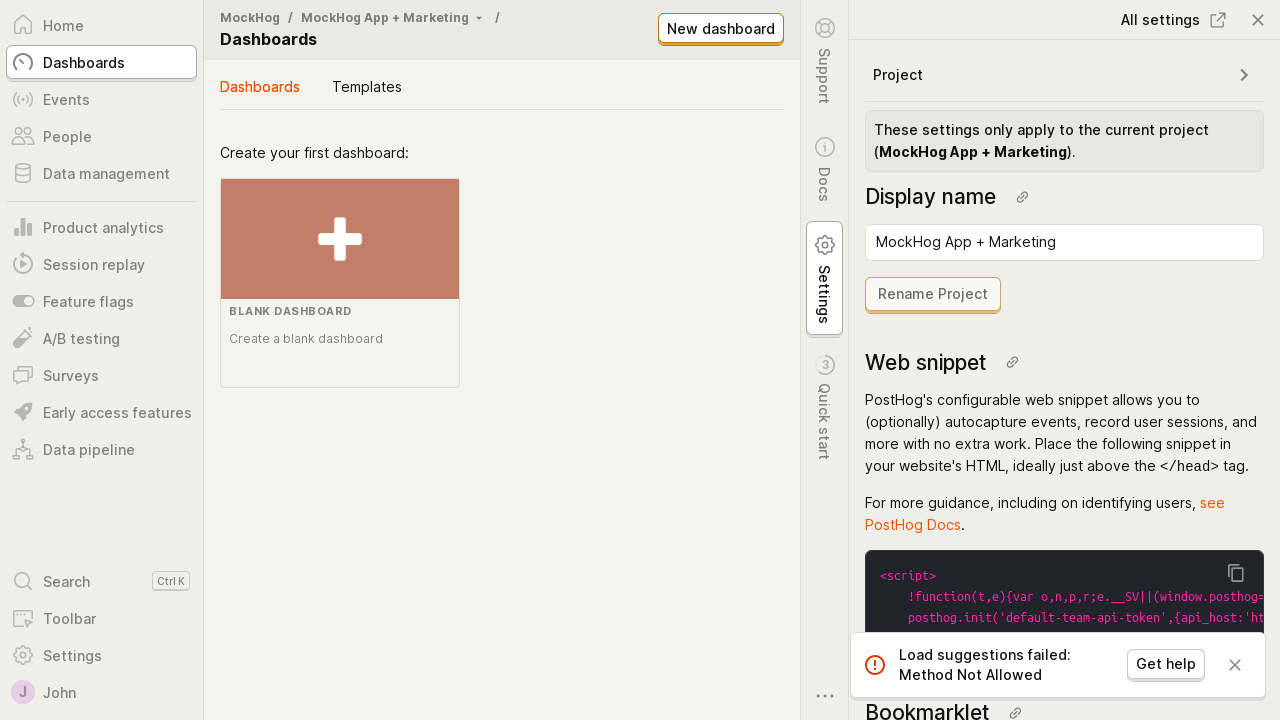 Home
Dashboards
Events
People
Data management
Product analytics
Session replay
Feature flags
A/B testing
Surveys
Early access features
Data pipeline
Search Ctrl K
Toolbar
Settings
J John
MockHog / MockHog App + Marketing /
Dashboards
New dashboard
Dashboards Templates
Create your first dashboard:
BLANK DASHBOARD
Create a blank dashboard
Support
Docs
Settings
3 Quick start
All settings
Project
These settings only apply to the current project
(MockHog App + Marketing).
Display name
MockHog App + Marketing
Rename Project
Web snippet
PostHog's configurable web snippet allows you to
(optionally) autocapture events, record user sessions, and
more with no extra work. Place the following snippet in
your website's HTML, ideally just above the </head> tag.
For more guidance, including on identifying users, see
PostHog Docs.
<script>
!function(t,e){var o,n,p,r;e.__SV||(window.posthog=
posthog.init('default-team-api-token',{api_host:'ht
Load suggestions failed:
Method Not Allowed
Get help
Bookmarklet